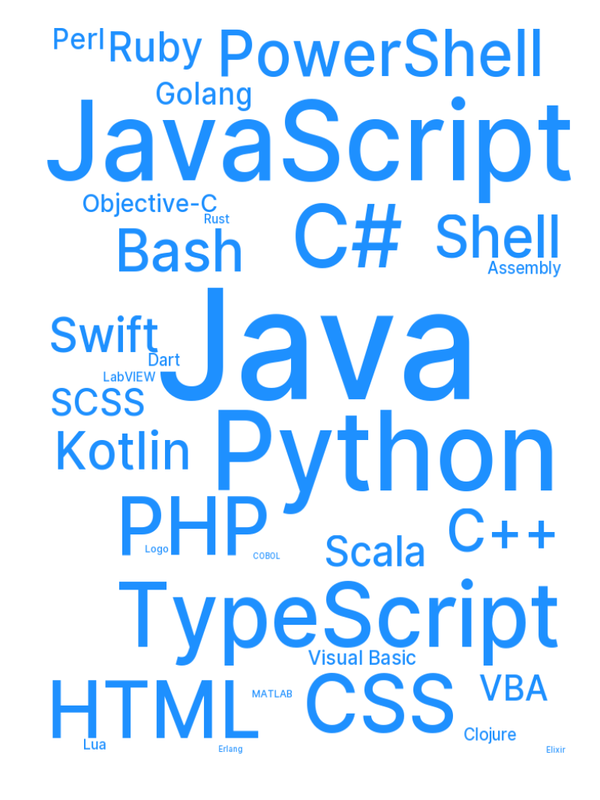 Perl Ruby PowerShell
Golang
JavaScript
Objective-C
Rust
Bash C# Shell
Assembly
Swift
Dart
Java
LabVIEW
SCSS
Kotlin Python
PHP C++
Logo
COBOL
Scala
TypeScript
Visual Basic
HTML MATLAB CSS VBA
Clojure
Lua
Erlang
Elixir